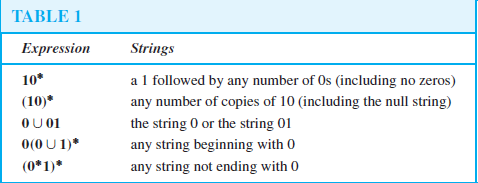 TABLE 1
Expression Strings
10* a 1 followed by any number of 0s (including no zeros)
(10)* any number of copies of 10 (including the null string)
0 ∪ 01 the string 0 or the string 01
0(0 ∪ 1)* any string beginning with 0
(0*1)* any string not ending with 0